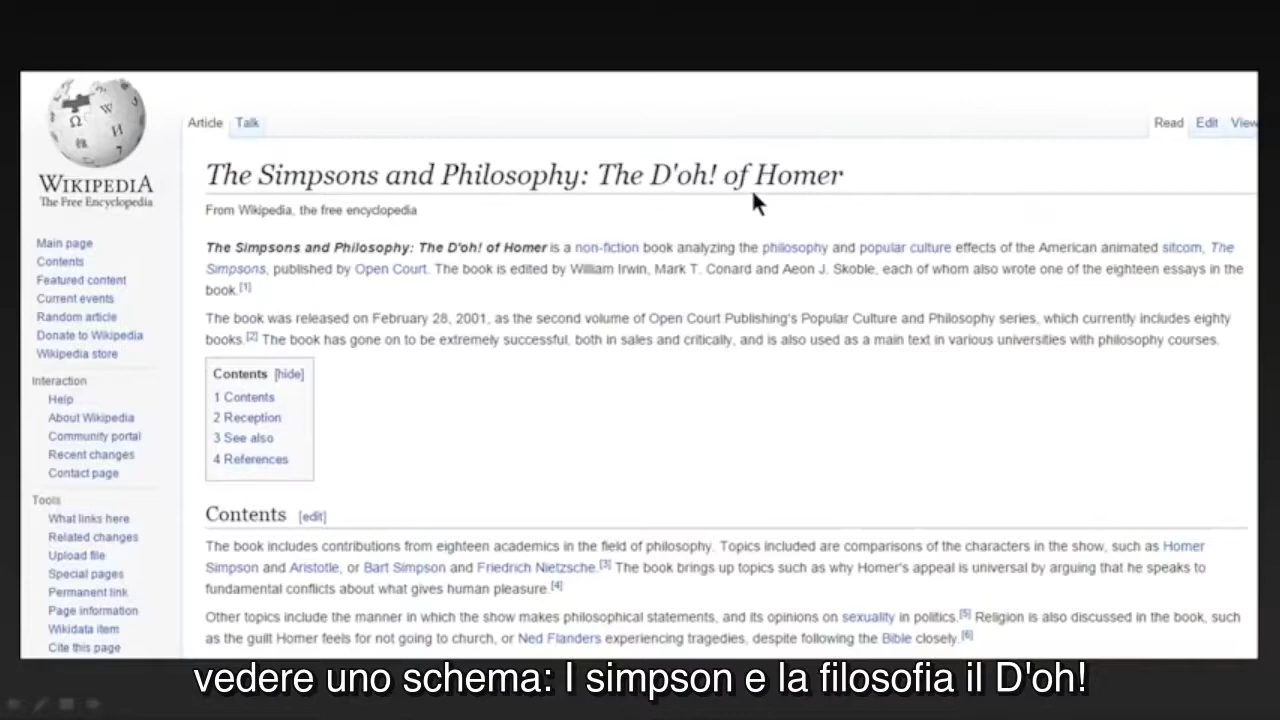 Article Talk Read Edit View
The Simpsons and Philosophy: The D'oh! of Homer
From Wikipedia, the free encyclopedia
WIKIPEDIA
The Free Encyclopedia
Main page
Contents
Featured content
Current events
Random article
Donate to Wikipedia
Wikipedia store
Interaction
Help
About Wikipedia
Community portal
Recent changes
Contact page
Tools
What links here
Related changes
Upload file
Special pages
Permanent link
Page information
Wikidata item
Cite this page
The Simpsons and Philosophy: The D'oh! of Homer is a non-fiction book analyzing the philosophy and popular culture effects of the American animated sitcom, The
Simpsons, published by Open Court. The book is edited by William Irwin, Mark T. Conard and Aeon J. Skoble, each of whom also wrote one of the eighteen essays in the
book.[1]
The book was released on February 28, 2001, as the second volume of Open Court Publishing's Popular Culture and Philosophy series, which currently includes eighty
books.[2] The book has gone on to be extremely successful, both in sales and critically, and is also used as a main text in various universities with philosophy courses.
Contents [hide]
1 Contents
2 Reception
3 See also
4 References
Contents [edit]
The book includes contributions from eighteen academics in the field of philosophy. Topics included are comparisons of the characters in the show, such as Homer
Simpson and Aristotle, or Bart Simpson and Friedrich Nietzsche.[3] The book brings up topics such as why Homer's appeal is universal by arguing that he speaks to
fundamental conflicts about what gives human pleasure.[4]
Other topics include the manner in which the show makes philosophical statements, and its opinions on sexuality in politics.[5] Religion is also discussed in the book, such
as the guilt Homer feels for not going to church, or Ned Flanders experiencing tragedies, despite following the Bible closely.[6]
vedere uno schema: I simpson e la filosofia il D'oh!